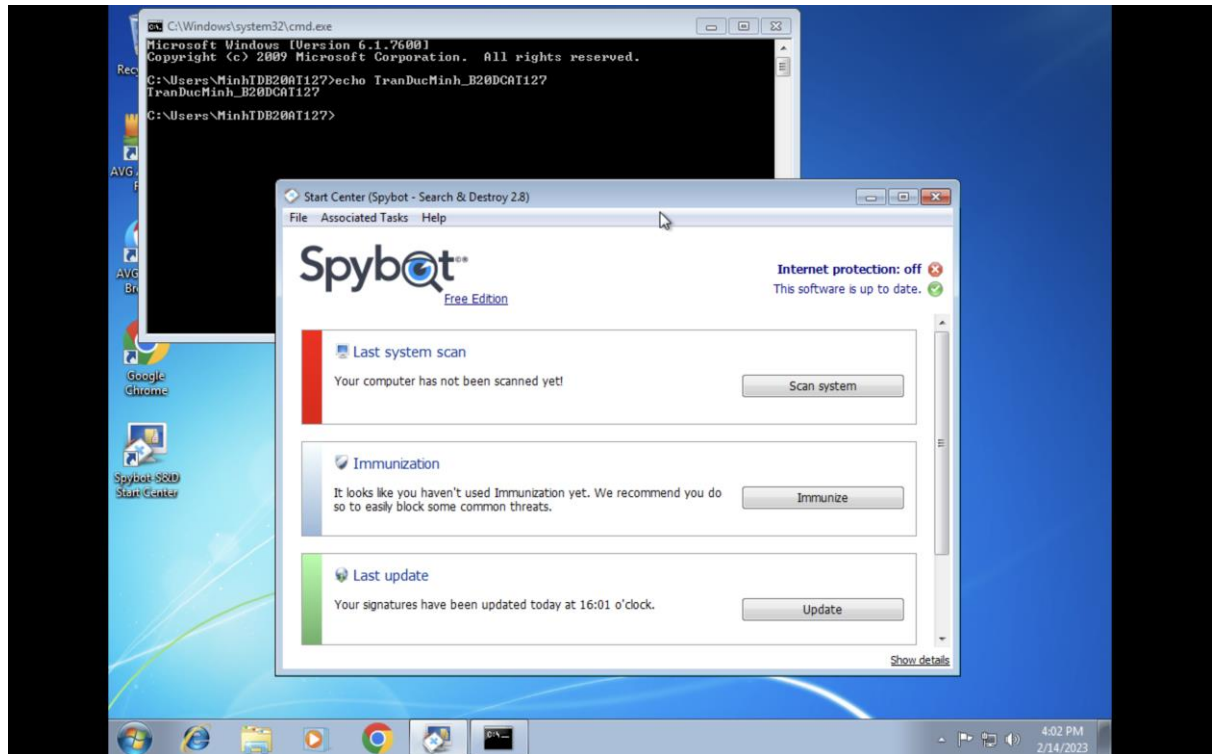 C:\Windows\system32\cmd.exe
Microsoft Windows [Version 6.1.7600]
Copyright (c) 2009 Microsoft Corporation.  All rights reserved.
C:\Users\MinhTDB20AT127>echo TranDucMinh_B20DCAT127
TranDucMinh_B20DCAT127
C:\Users\MinhTDB20AT127>
Recy
AVG
AVG
Br
Google
Chrome
Spybot-S&D
Start Center
Start Center (Spybot - Search & Destroy 2.8)
File Associated Tasks Help
Spybot
Free Edition
Internet protection: off
This software is up to date.
Last system scan
Your computer has not been scanned yet!
Scan system
Immunization
It looks like you haven't used Immunization yet. We recommend you do
so to easily block some common threats.
Immunize
Last update
Your signatures have been updated today at 16:01 o'clock.
Update
Show details
4:02 PM
2/14/2023